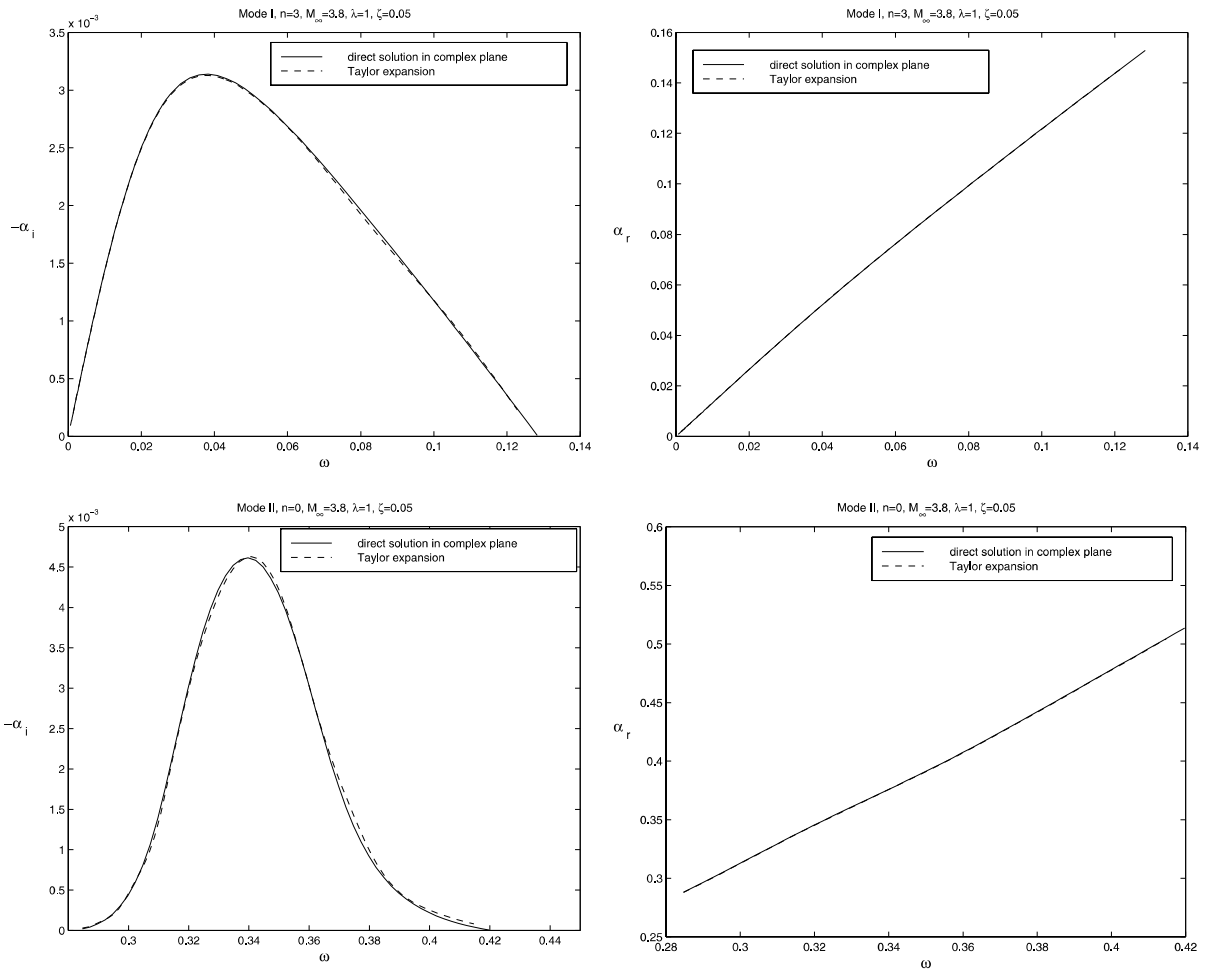 Mode I, n=3, M∞=3.8, λ=1, ζ=0.05
x 10⁻³
3.5
3
2.5
2
1.5
1
0.5
0
−αᵢ
direct solution in complex plane
Taylor expansion
0 0.02 0.04 0.06 0.08 0.1 0.12 0.14
ω
Mode I, n=3, M∞=3.8, λ=1, ζ=0.05
0.16
0.14
0.12
0.1
0.08
0.06
0.04
0.02
0
αᵣ
direct solution in complex plane
Taylor expansion
0 0.02 0.04 0.06 0.08 0.1 0.12 0.14
ω
Mode II, n=0, M∞=3.8, λ=1, ζ=0.05
x 10⁻³
5
4.5
4
3.5
3
2.5
2
1.5
1
0.5
0
−αᵢ
direct solution in complex plane
Taylor expansion
0.3 0.32 0.34 0.36 0.38 0.4 0.42 0.44
ω
Mode II, n=0, M∞=3.8, λ=1, ζ=0.05
0.6
0.55
0.5
0.45
0.4
0.35
0.3
0.25
αᵣ
direct solution in complex plane
Taylor expansion
0.28 0.3 0.32 0.34 0.36 0.38 0.4 0.42
ω